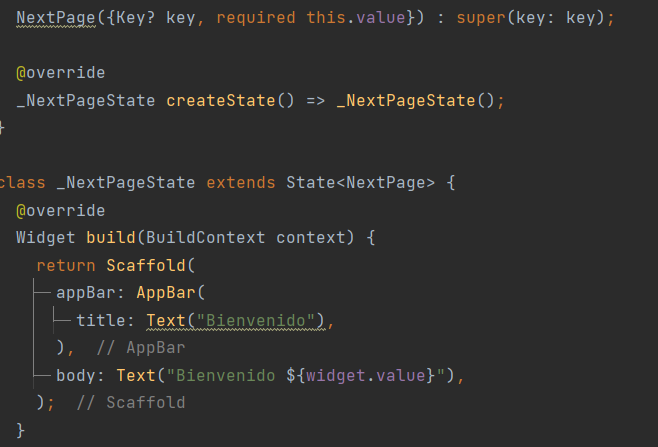 NextPage({Key? key, required this.value}) : super(key: key);
@override
_NextPageState createState() => _NextPageState();
}
class _NextPageState extends State<NextPage> {
@override
Widget build(BuildContext context) {
return Scaffold(
appBar: AppBar(
title: Text("Bienvenido"),
), // AppBar
body: Text("Bienvenido ${widget.value}"),
); // Scaffold
}